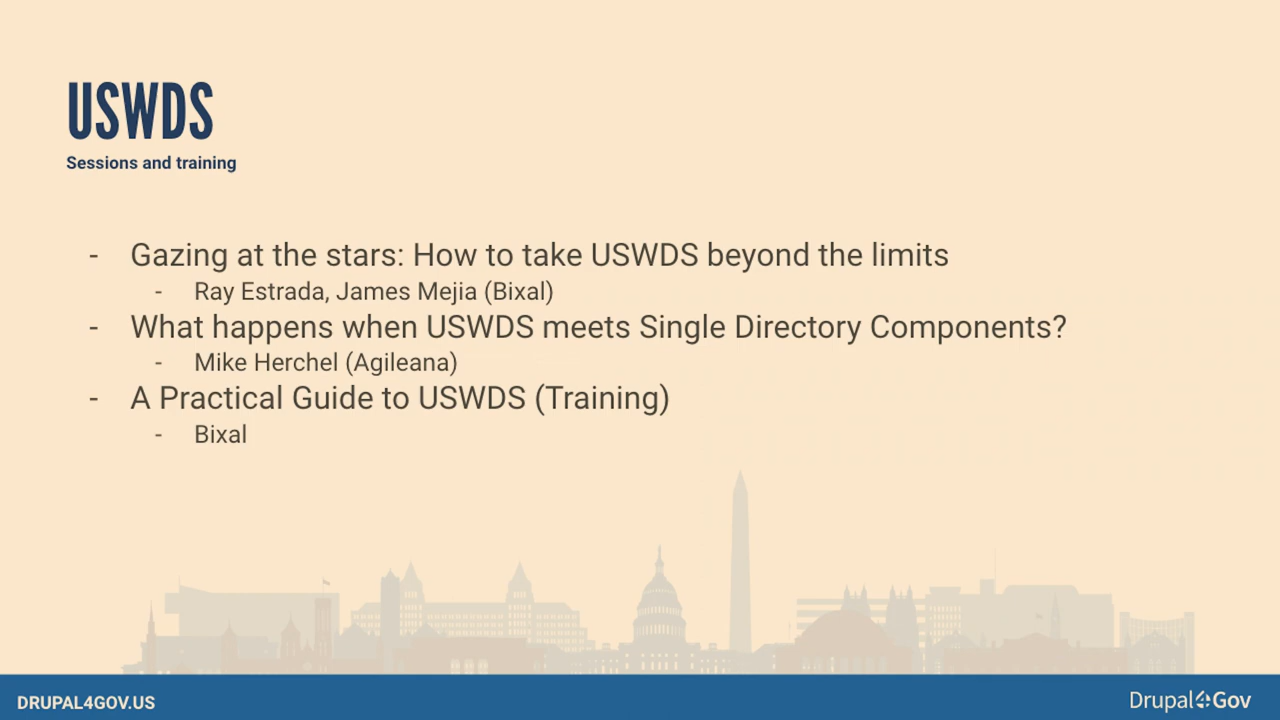 USWDS
Sessions and training
- Gazing at the stars: How to take USWDS beyond the limits
- Ray Estrada, James Mejia (Bixal)
- What happens when USWDS meets Single Directory Components?
- Mike Herchel (Agileana)
- A Practical Guide to USWDS (Training)
- Bixal
DRUPAL4GOV.US
Drupal4Gov